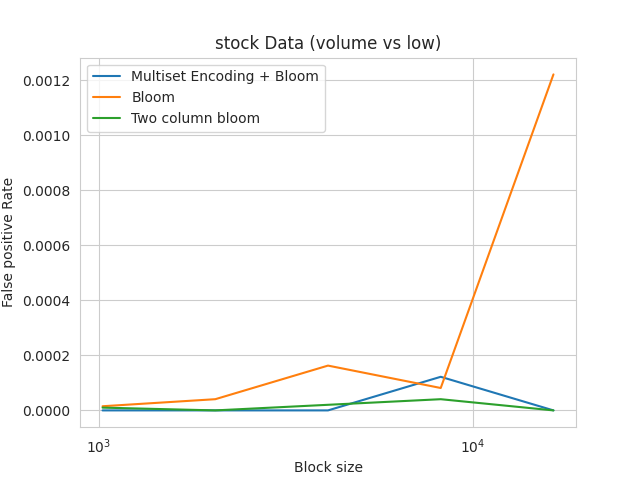 stock Data (volume vs low)
Multiset Encoding + Bloom
Bloom
Two column bloom
False positive Rate
0.0012
0.0010
0.0008
0.0006
0.0004
0.0002
0.0000
10³
10⁴
Block size